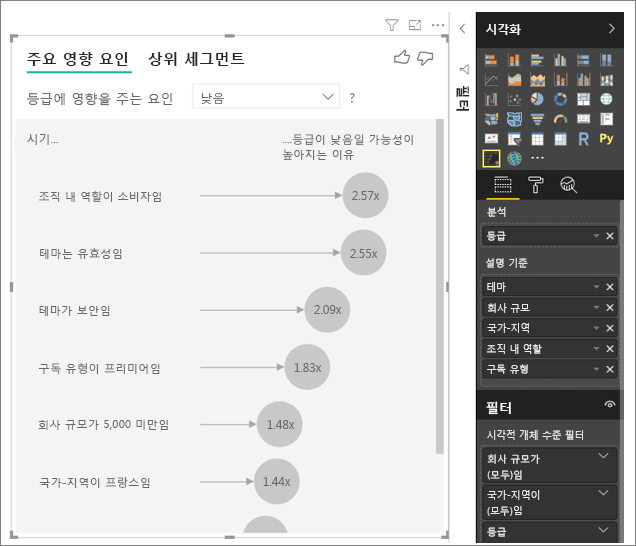 주요 영향 요인 상위 세그먼트
등급에 영향을 주는 요인 낮음 ?
시기...
....등급이 낮음일 가능성이
높아지는 이유
조직 내 역할이 소비자임 2.57x
테마는 유효성임 2.55x
테마가 보안임 2.09x
구독 유형이 프리미어임 1.83x
회사 규모가 5,000 미만임 1.48x
국가-지역이 프랑스임 1.44x
필터
시각화
R Py
분석
등급
설명 기준
테마
회사 규모
국가-지역
조직 내 역할
구독 유형
필터
시각적 개체 수준 필터
회사 규모가
(모두)임
국가-지역이
(모두)임
등급